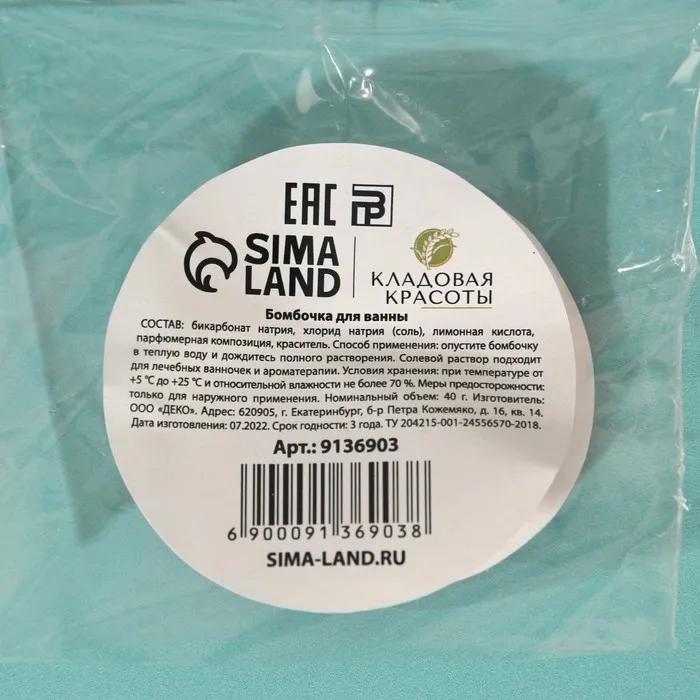 ЕАС РП
SIMA LAND
КЛАДОВАЯ КРАСОТЫ
Бомбочка для ванны
СОСТАВ: бикарбонат натрия, хлорид натрия (соль), лимонная кислота,
парфюмерная композиция, краситель. Способ применения: опустите бомбочку
в теплую воду и дождитесь полного растворения. Солевой раствор подходит
для лечебных ванночек и ароматерапии. Условия хранения: при температуре от
+5 °С до +25 °С и относительной влажности не более 70 %. Меры предосторожности:
только для наружного применения. Номинальный объем: 40 г. Изготовитель:
ООО «ДЕКО». Адрес: 620905, г. Екатеринбург, б-р Петра Кожемяко, д. 16, кв. 14.
Дата изготовления: 07.2022. Срок годности: 3 года. ТУ 204215-001-24556570-2018.
Арт.: 9136903
6 900091 369038
SIMA-LAND.RU